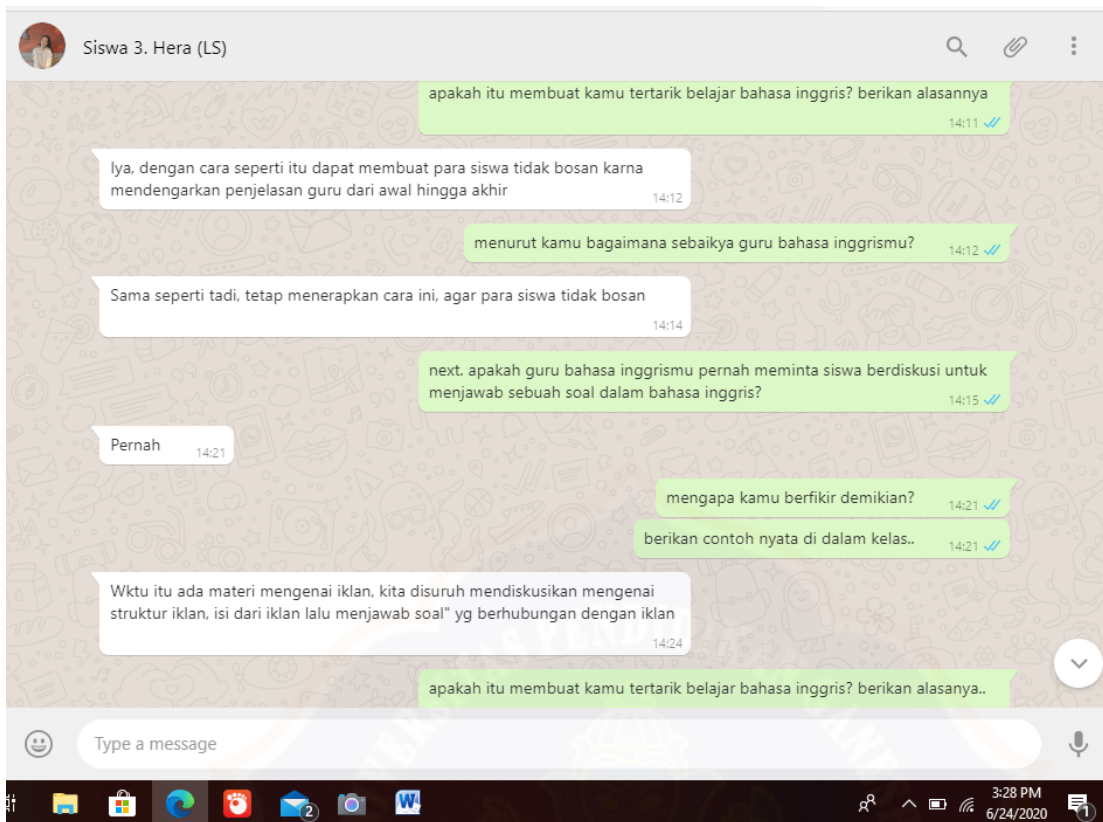 Siswa 3. Hera (LS)
apakah itu membuat kamu tertarik belajar bahasa inggris? berikan alasannya
14:11
Iya, dengan cara seperti itu dapat membuat para siswa tidak bosan karna
mendengarkan penjelasan guru dari awal hingga akhir
14:12
menurut kamu bagaimana sebaikya guru bahasa inggrismu?
14:12
Sama seperti tadi, tetap menerapkan cara ini, agar para siswa tidak bosan
14:14
next. apakah guru bahasa inggrismu pernah meminta siswa berdiskusi untuk
menjawab sebuah soal dalam bahasa inggris?
14:15
Pernah
14:21
mengapa kamu berfikir demikian?
14:21
berikan contoh nyata di dalam kelas..
14:21
Wktu itu ada materi mengenai iklan, kita disuruh mendiskusikan mengenai
struktur iklan, isi dari iklan lalu menjawab soal" yg berhubungan dengan iklan
14:24
apakah itu membuat kamu tertarik belajar bahasa inggris? berikan alasanya..
Type a message
2
W
3:28 PM
6/24/2020
1